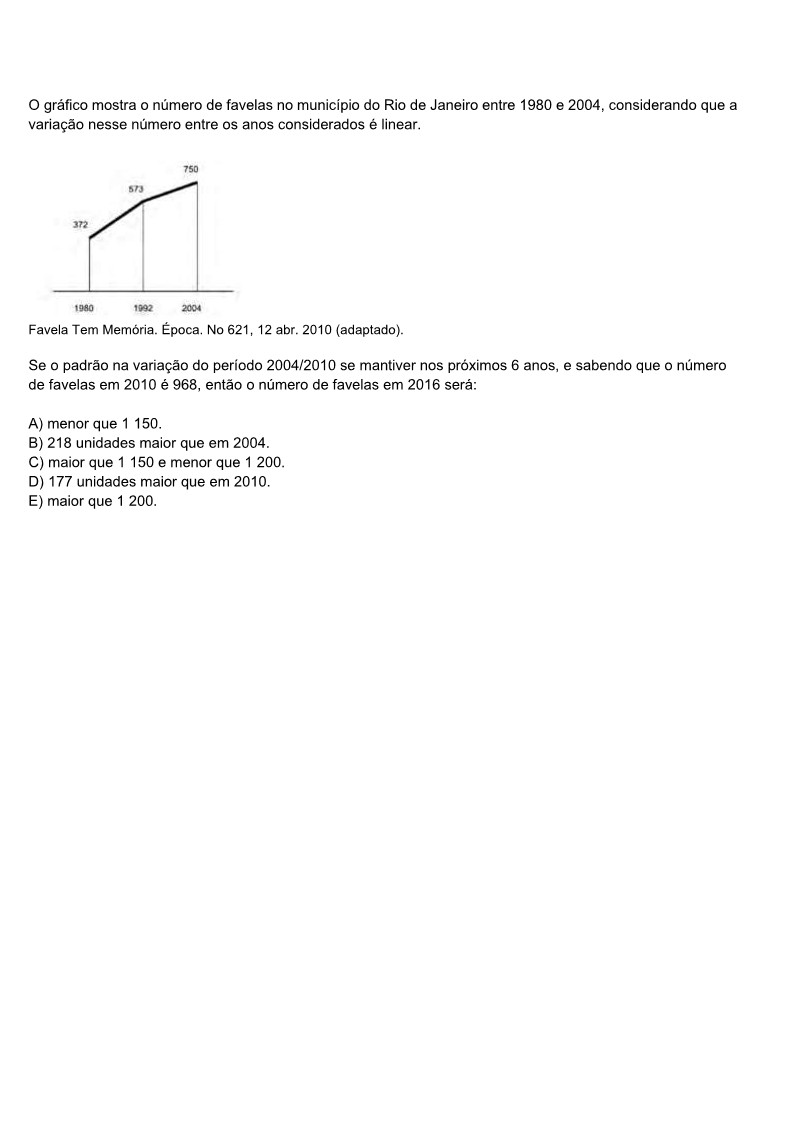 O gráfico mostra o número de favelas no município do Rio de Janeiro entre 1980 e 2004, considerando que a
variação nesse número entre os anos considerados é linear.
750
573
372
1980 1992 2004
Favela Tem Memória. Época. No 621, 12 abr. 2010 (adaptado).
Se o padrão na variação do período 2004/2010 se mantiver nos próximos 6 anos, e sabendo que o número
de favelas em 2010 é 968, então o número de favelas em 2016 será:
A) menor que 1 150.
B) 218 unidades maior que em 2004.
C) maior que 1 150 e menor que 1 200.
D) 177 unidades maior que em 2010.
E) maior que 1 200.